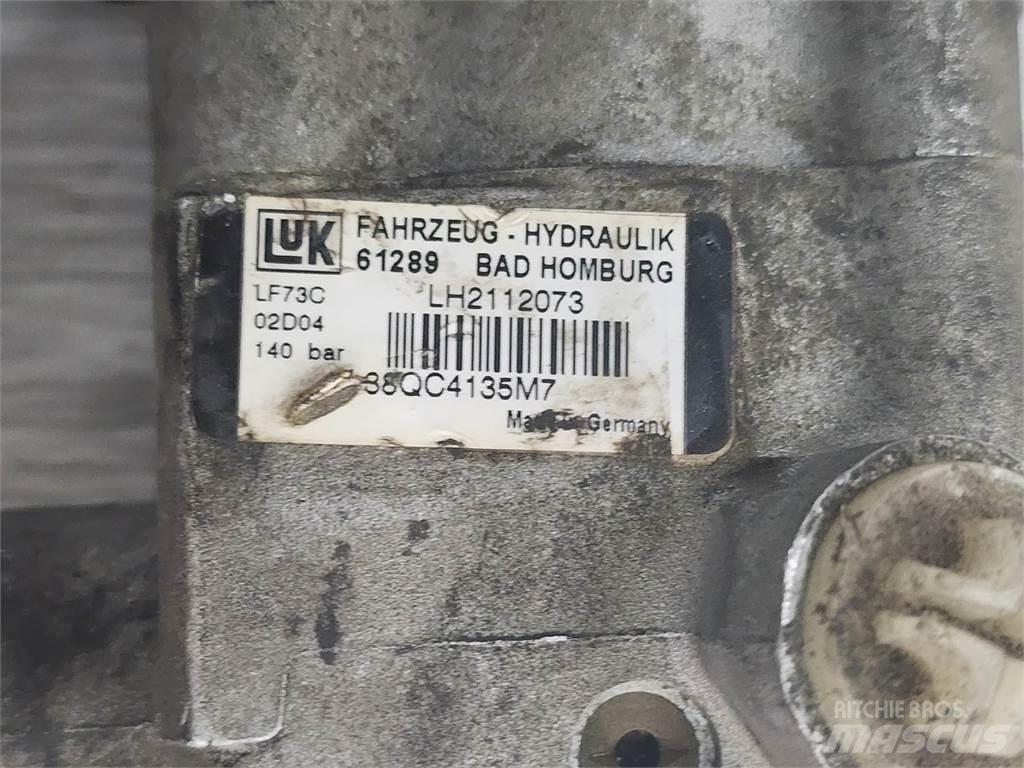 LUK
FAHRZEUG - HYDRAULIK
61289 BAD HOMBURG
LF73C
LH2112073
02D04
140 bar
38QC4135M7
Germany
RITCHIE BROS.
MASCUS